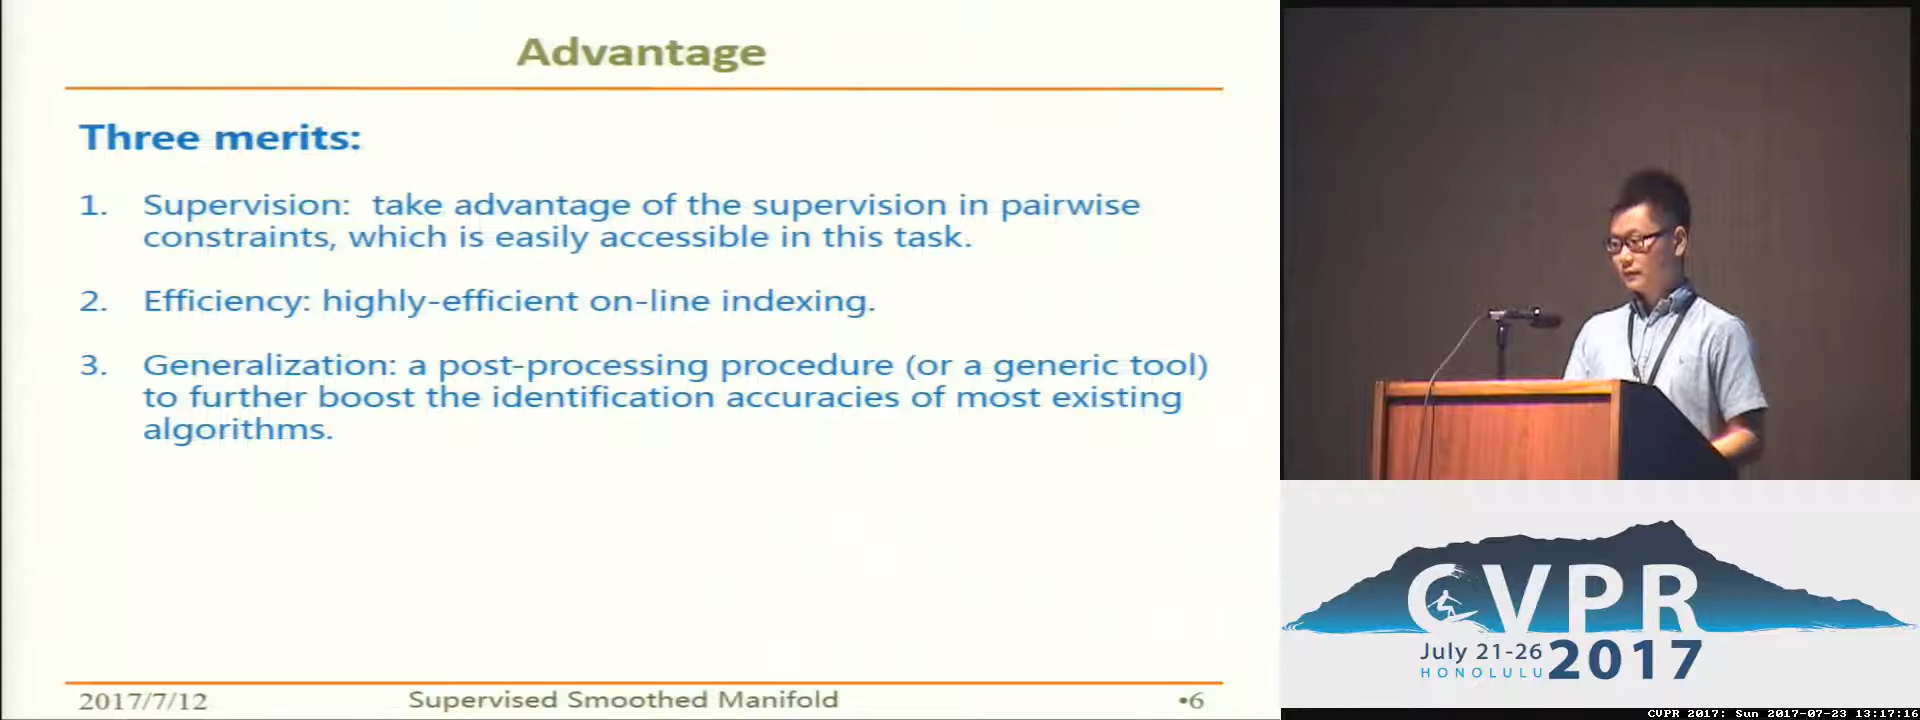 Advantage
Three merits:
1. Supervision: take advantage of the supervision in pairwise
constraints, which is easily accessible in this task.
2. Efficiency: highly-efficient on-line indexing.
3. Generalization: a post-processing procedure (or a generic tool)
to further boost the identification accuracies of most existing
algorithms.
2017/7/12 Supervised Smoothed Manifold •6
CVPR
July 21-26
HONOLULU
2017
CVPR 2017: Sun 2017-07-23 13:17:16